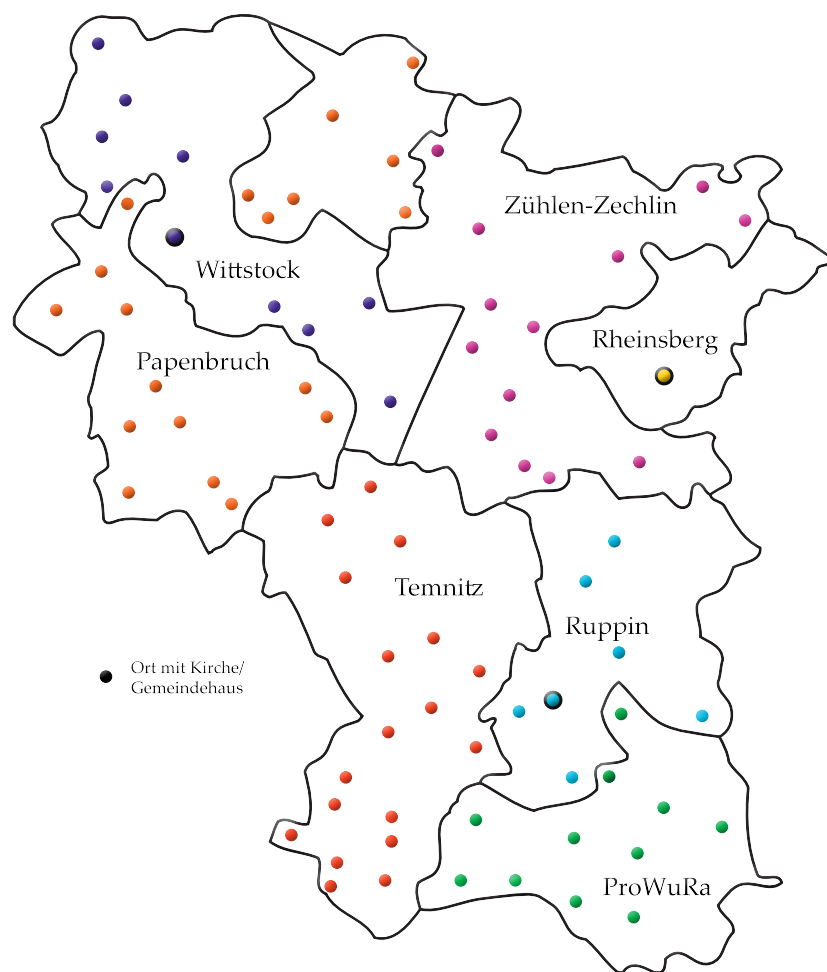 Zühlen-Zechlin
Wittstock
Rheinsberg
Papenbruch
Temnitz
Ruppin
Ort mit Kirche/
Gemeindehaus
ProWuRa